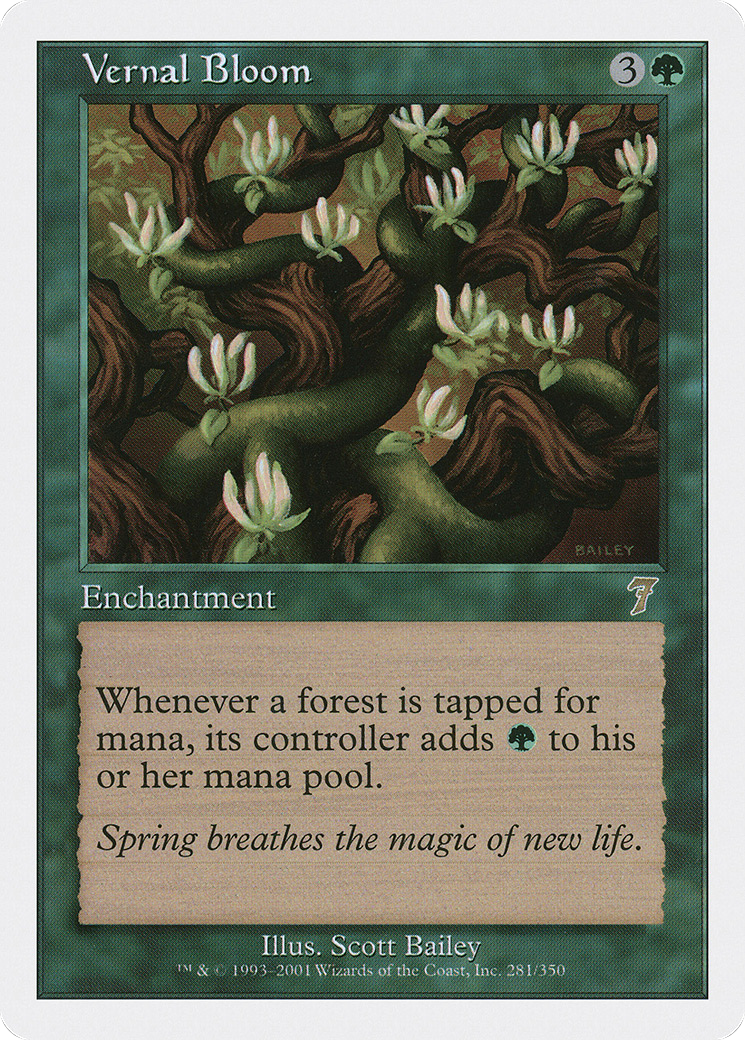 Vernal Bloom 3
BAILEY
Enchantment 7
Whenever a forest is tapped for
mana, its controller adds to his
or her mana pool.
Spring breathes the magic of new life.
Illus. Scott Bailey
™ & © 1993–2001 Wizards of the Coast, Inc. 281/350